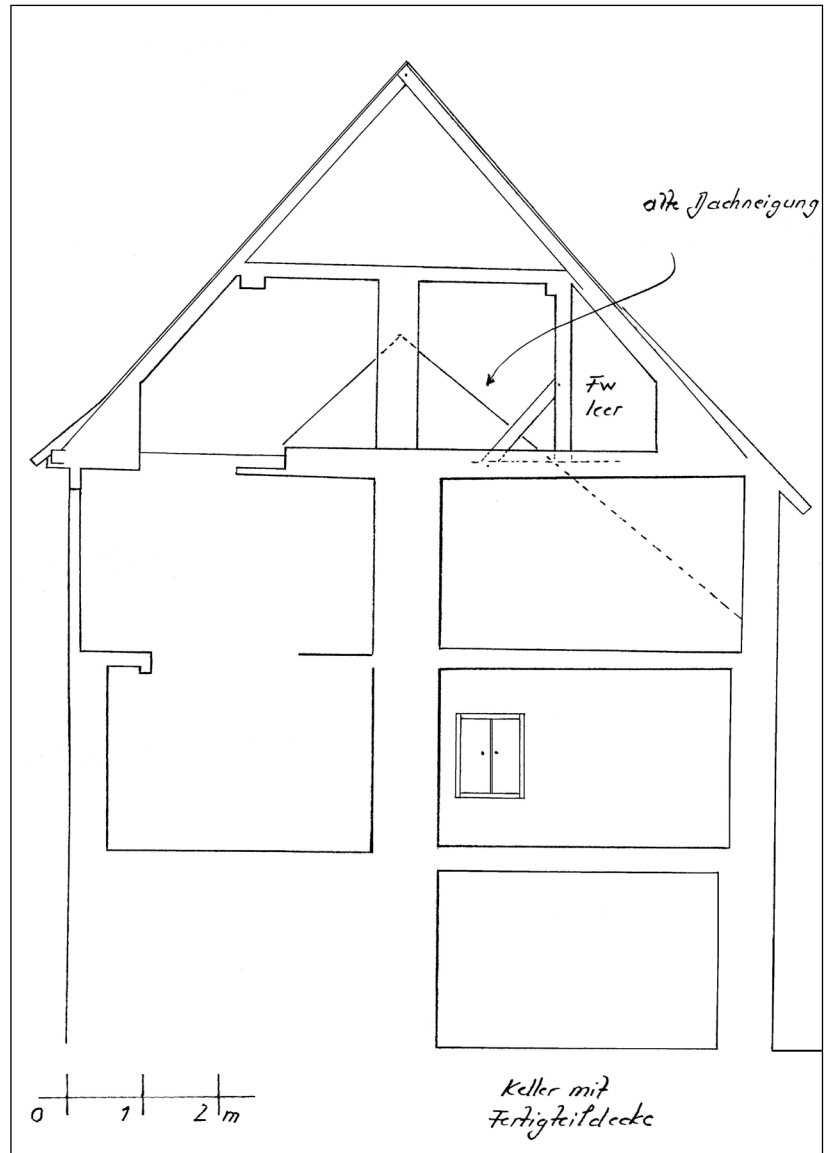 alte Dachneigung
Fw
leer
0 1 2 m
Keller mit
Fertigteildecke